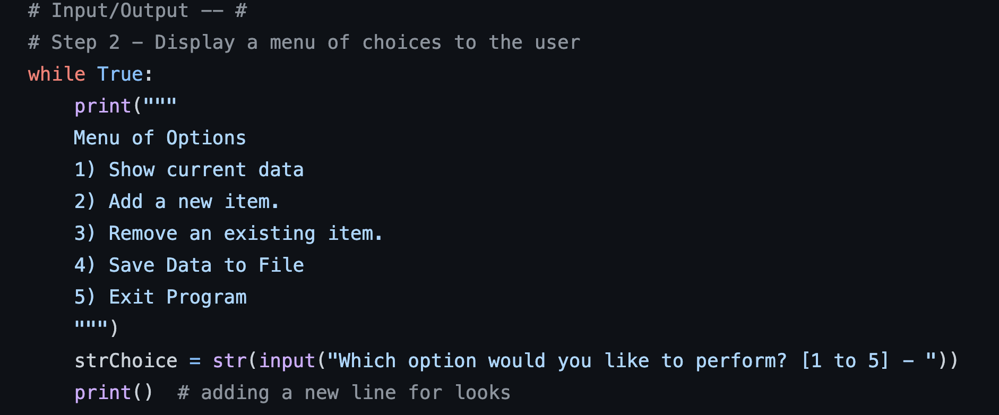 # Input/Output -- #
# Step 2 - Display a menu of choices to the user
while True:
    print("""
    Menu of Options
    1) Show current data
    2) Add a new item.
    3) Remove an existing item.
    4) Save Data to File
    5) Exit Program
    """)
    strChoice = str(input("Which option would you like to perform? [1 to 5] - "))
    print()  # adding a new line for looks